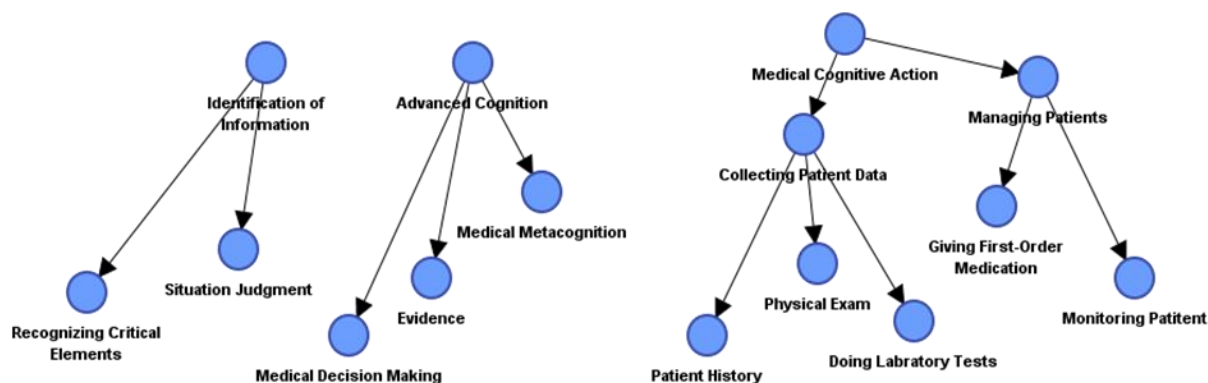 Identification of
Information
Advanced Cognition
Medical Cognitive Action
Managing Patients
Collecting Patient Data
Medical Metacognition
Giving First-Order
Medication
Situation Judgment
Evidence
Physical Exam
Monitoring Patitent
Recognizing Critical
Elements
Medical Decision Making
Patient History
Doing Labratory Tests